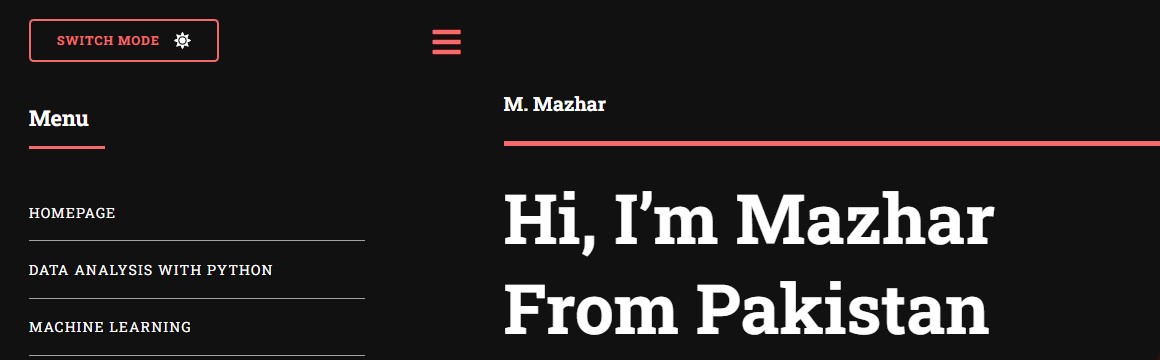 SWITCH MODE
Menu
HOMEPAGE
DATA ANALYSIS WITH PYTHON
MACHINE LEARNING
M. Mazhar
Hi, I’m Mazhar
From Pakistan